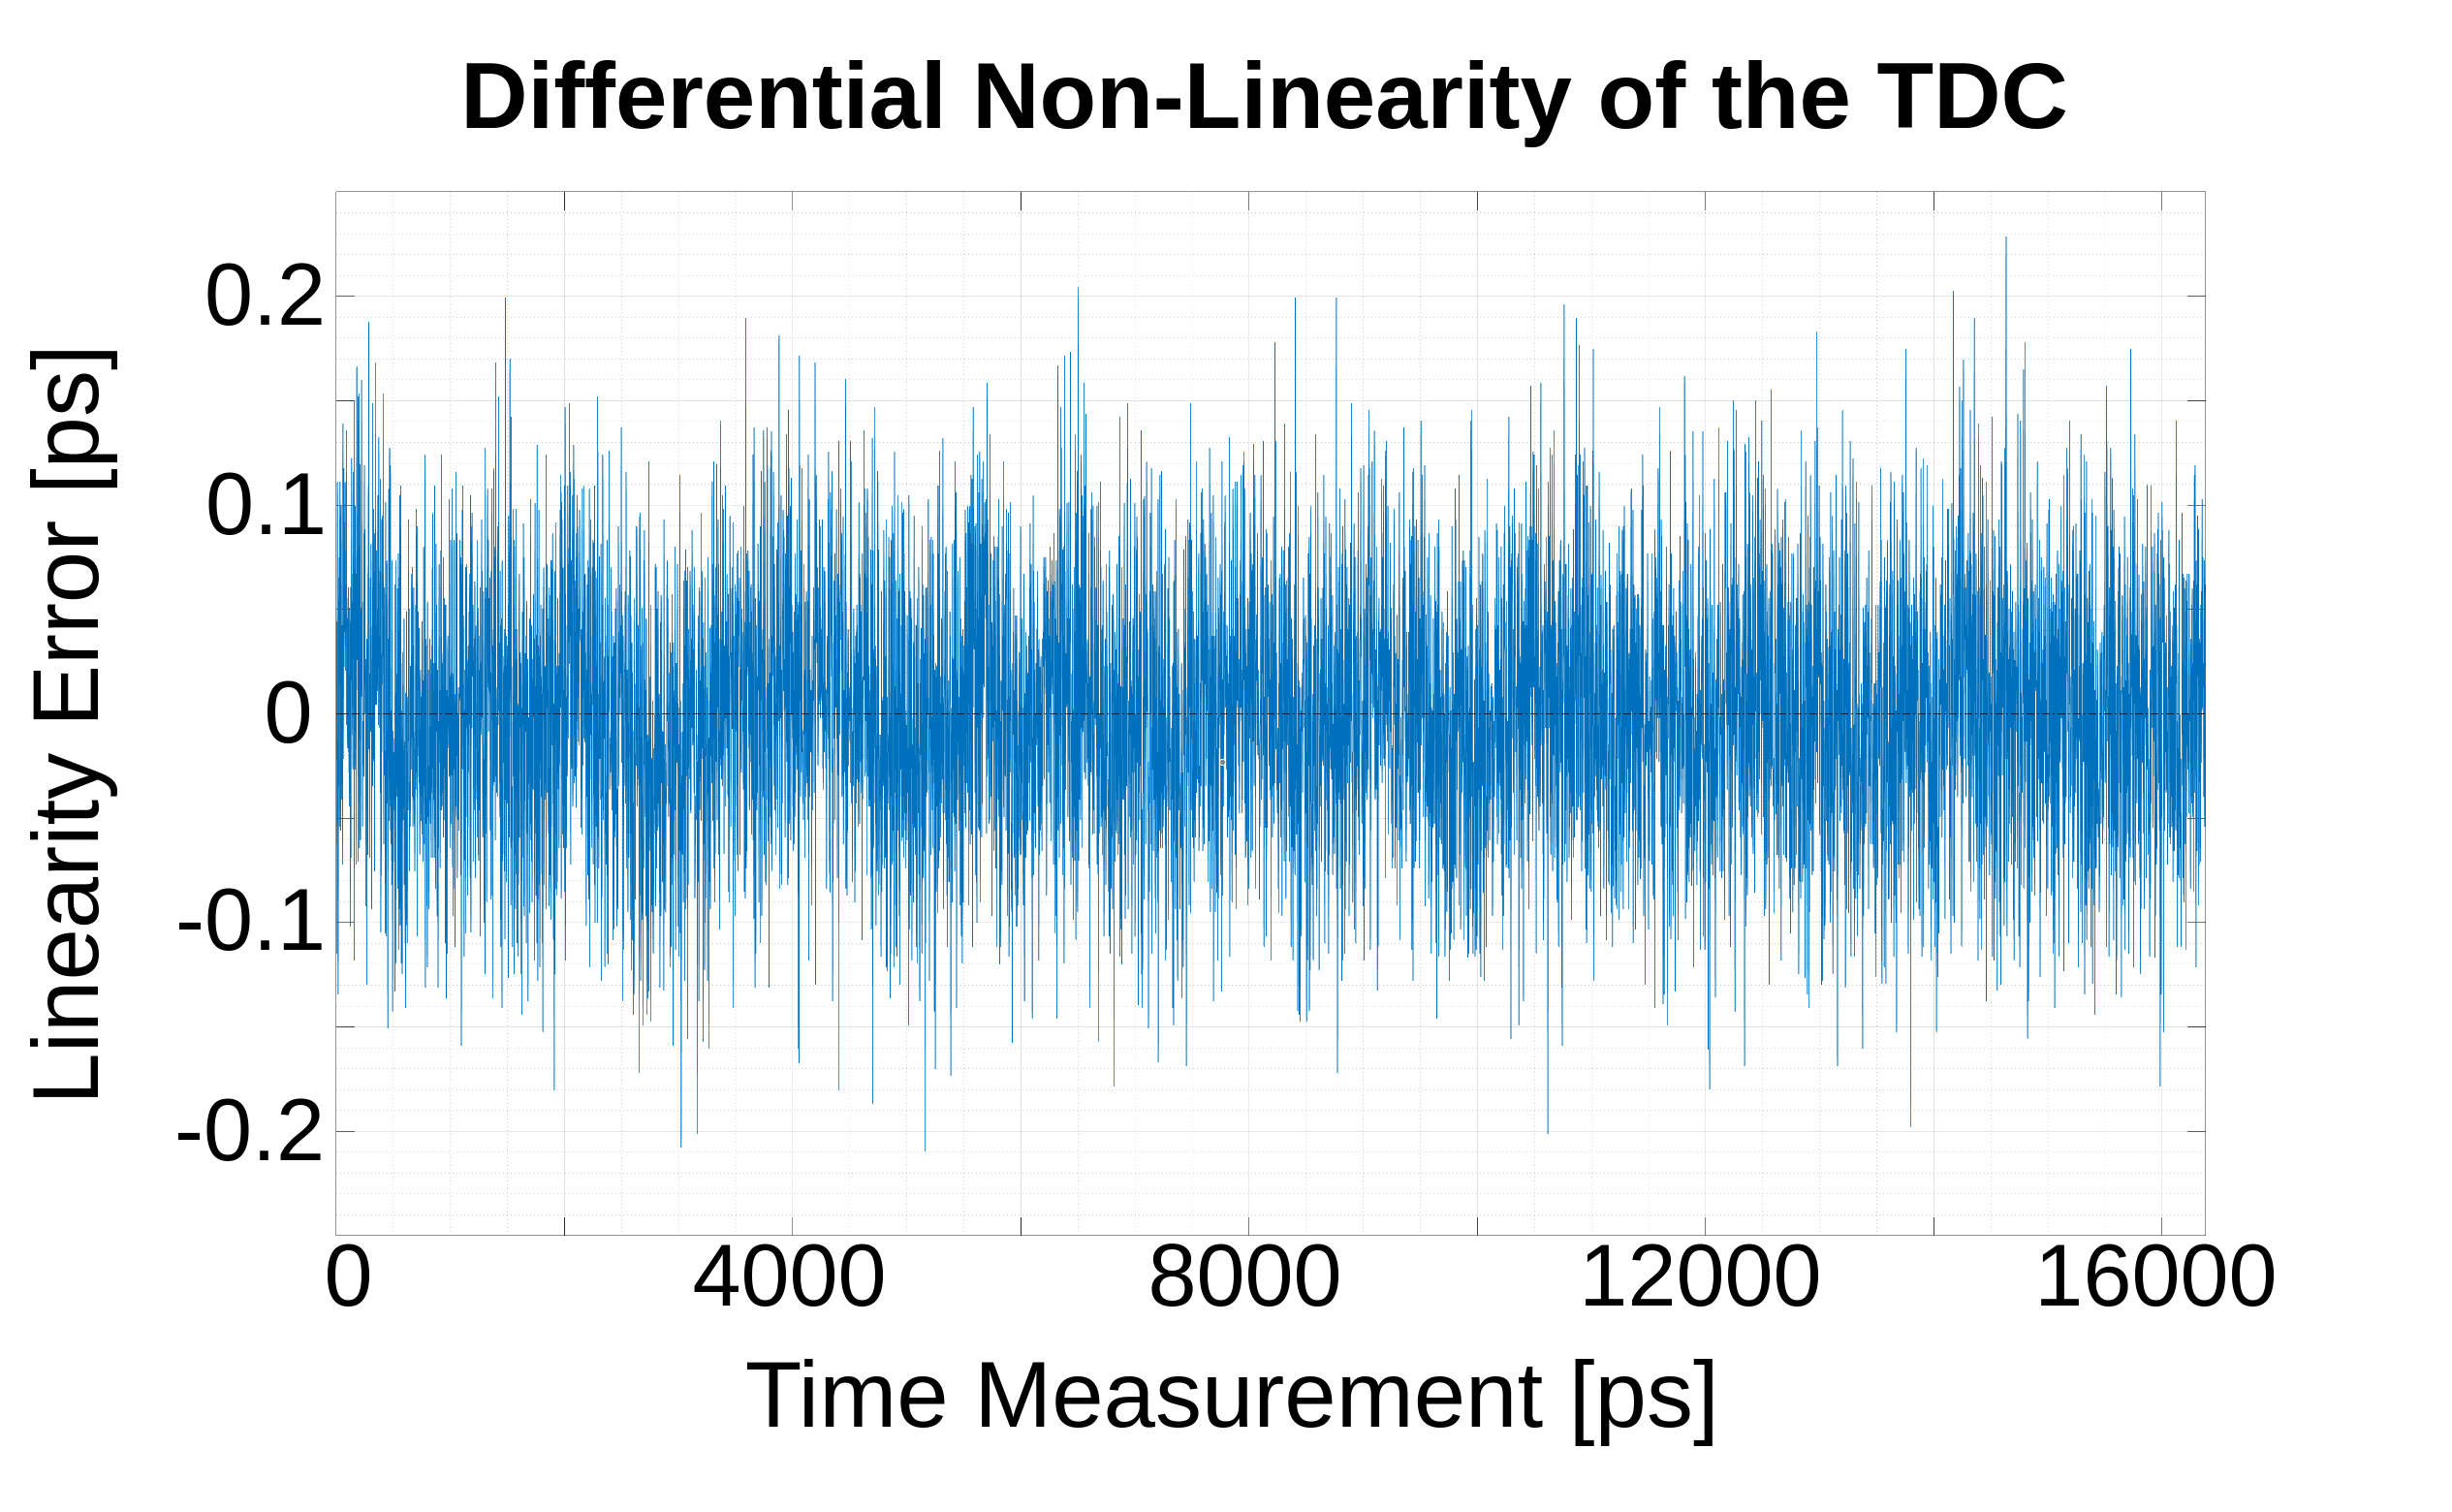 Differential Non-Linearity of the TDC
Linearity Error [ps]
0.2
0.1
0
-0.1
-0.2
0 4000 8000 12000 16000
Time Measurement [ps]